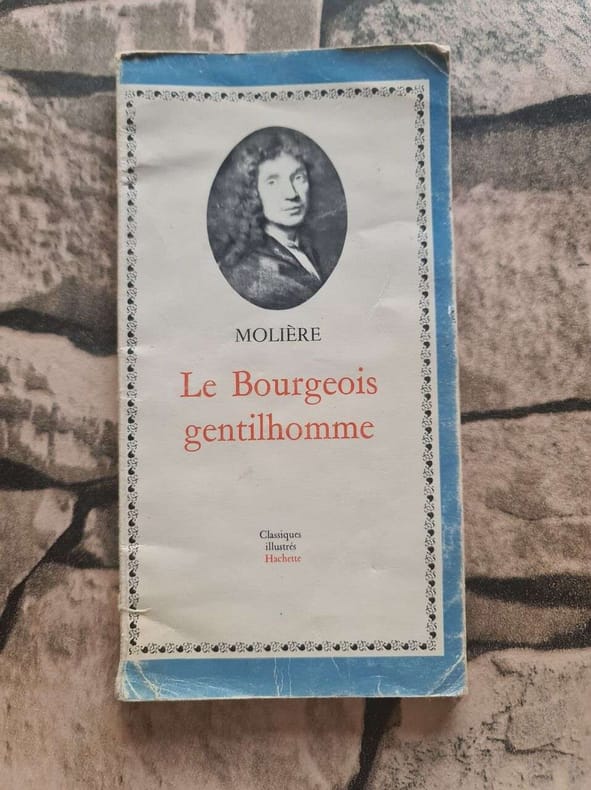 MOLIÈRE
Le Bourgeois
gentilhomme
Classiques
illustrés
Hachette